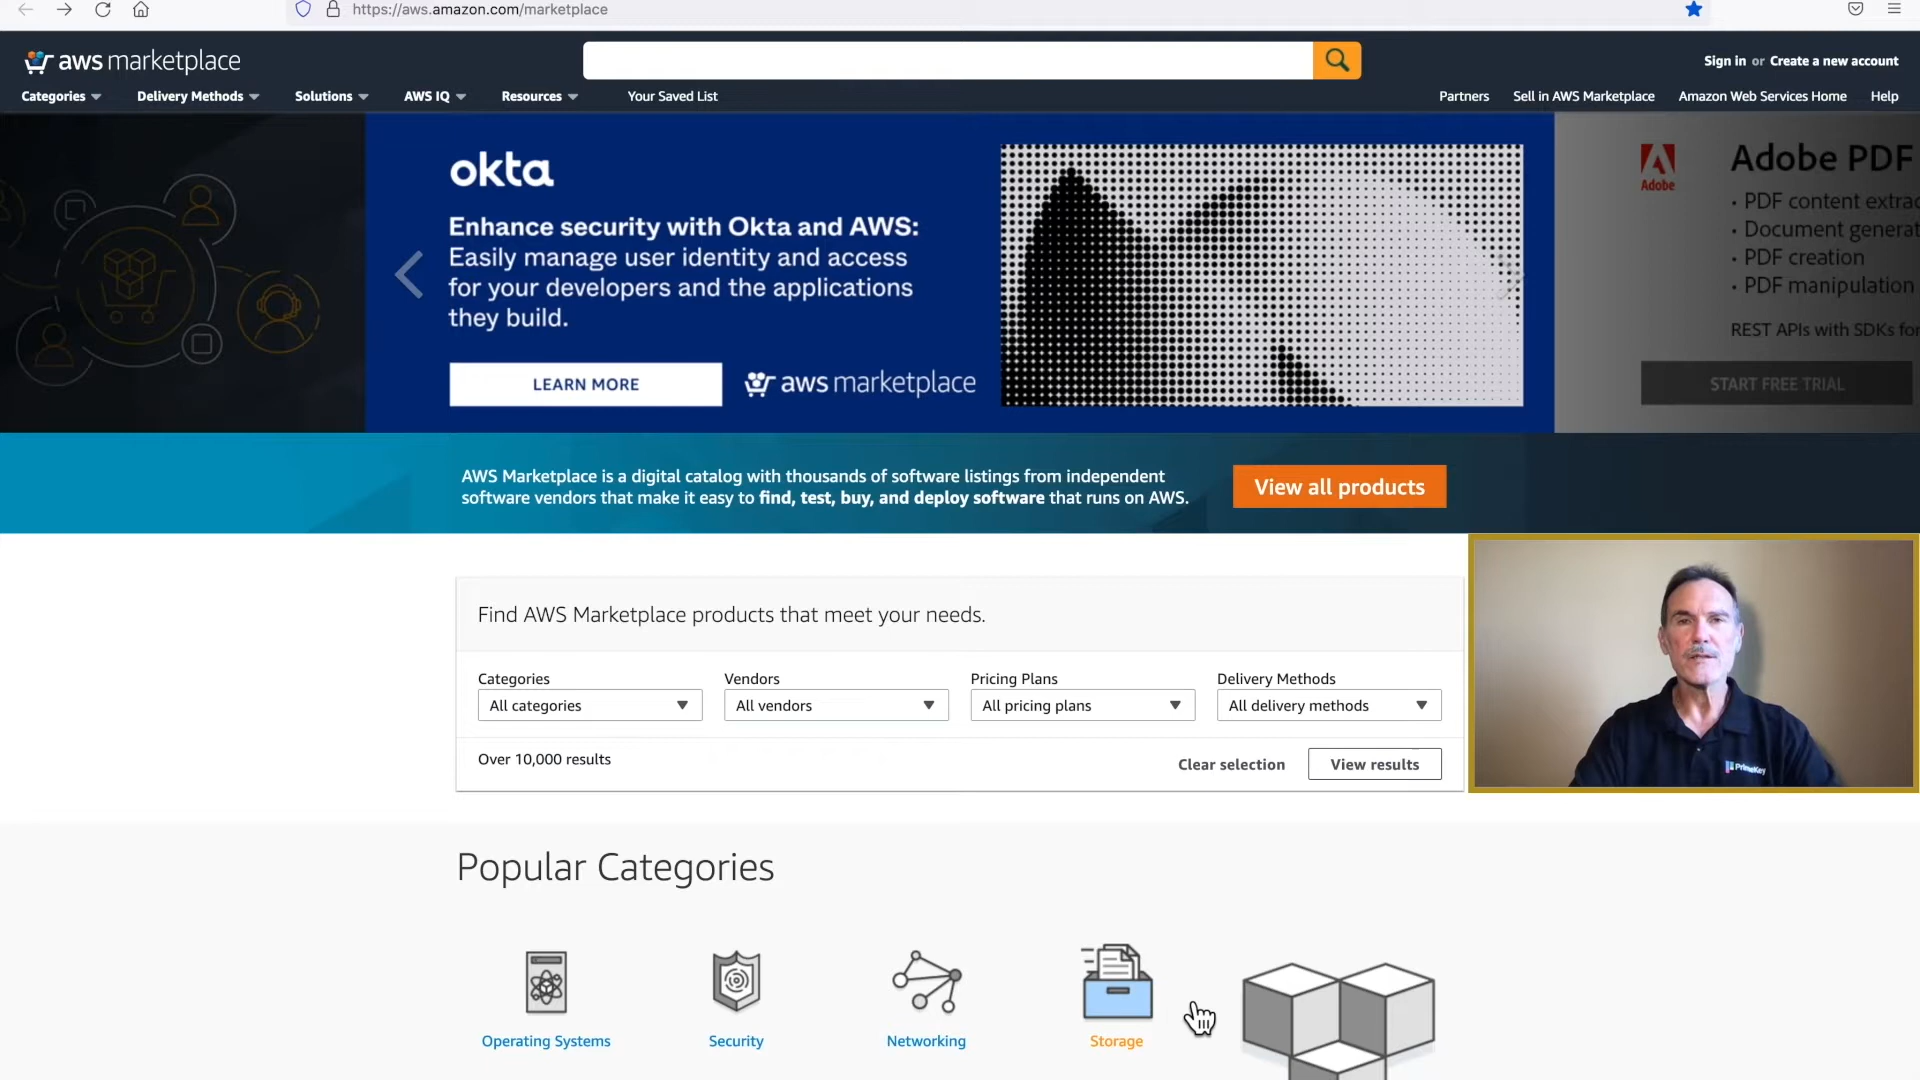 https://aws.amazon.com/marketplace
aws marketplace
Sign in or Create a new account
Categories Delivery Methods Solutions AWS IQ Resources Your Saved List Partners Sell in AWS Marketplace Amazon Web Services Home Help
okta
Enhance security with Okta and AWS:
Easily manage user identity and access
for your developers and the applications
they build.
LEARN MORE
aws marketplace
Adobe
Adobe PDF
• PDF content extrac
• Document generat
• PDF creation
• PDF manipulation
REST APIs with SDKs for
START FREE TRIAL
AWS Marketplace is a digital catalog with thousands of software listings from independent
software vendors that make it easy to find, test, buy, and deploy software that runs on AWS.
View all products
Find AWS Marketplace products that meet your needs.
Categories Vendors Pricing Plans Delivery Methods
All categories All vendors All pricing plans All delivery methods
Over 10,000 results
Clear selection View results
PrimeKey
Popular Categories
Operating Systems Security Networking Storage